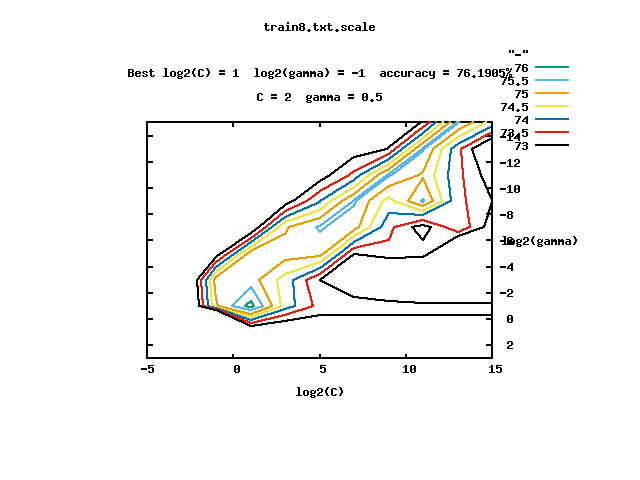 train8.txt.scale
"-"
Best log2(C) = 1  log2(gamma) = -1  accuracy = 76.1905%
C = 2  gamma = 0.5
76
75.5
75
74.5
74
73.5
73
-14
-12
-10
-8
-6
log2(gamma)
-4
-2
0
2
-5 0 5 10 15
log2(C)